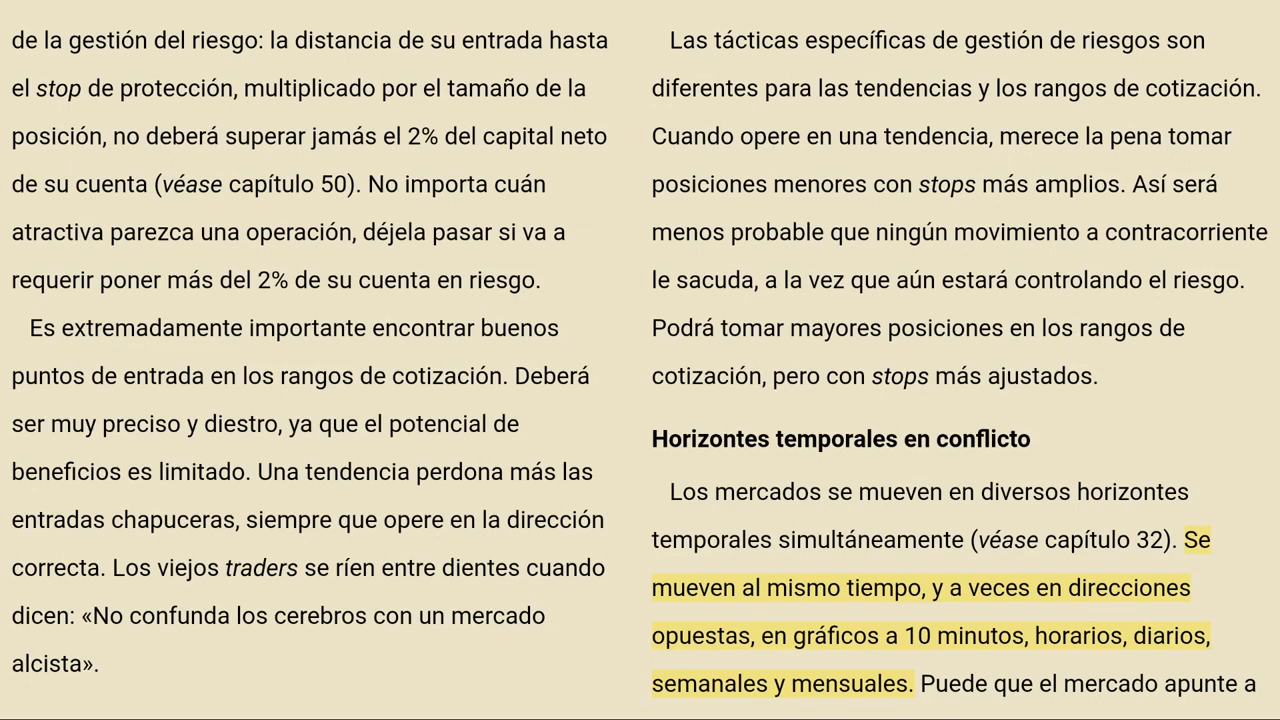 de la gestión del riesgo: la distancia de su entrada hasta
el stop de protección, multiplicado por el tamaño de la
posición, no deberá superar jamás el 2% del capital neto
de su cuenta (véase capítulo 50). No importa cuán
atractiva parezca una operación, déjela pasar si va a
requerir poner más del 2% de su cuenta en riesgo.
Es extremadamente importante encontrar buenos
puntos de entrada en los rangos de cotización. Deberá
ser muy preciso y diestro, ya que el potencial de
beneficios es limitado. Una tendencia perdona más las
entradas chapuceras, siempre que opere en la dirección
correcta. Los viejos traders se ríen entre dientes cuando
dicen: «No confunda los cerebros con un mercado
alcista».
Las tácticas específicas de gestión de riesgos son
diferentes para las tendencias y los rangos de cotización.
Cuando opere en una tendencia, merece la pena tomar
posiciones menores con stops más amplios. Así será
menos probable que ningún movimiento a contracorriente
le sacuda, a la vez que aún estará controlando el riesgo.
Podrá tomar mayores posiciones en los rangos de
cotización, pero con stops más ajustados.
Horizontes temporales en conflicto
Los mercados se mueven en diversos horizontes
temporales simultáneamente (véase capítulo 32). Se
mueven al mismo tiempo, y a veces en direcciones
opuestas, en gráficos a 10 minutos, horarios, diarios,
semanales y mensuales. Puede que el mercado apunte a